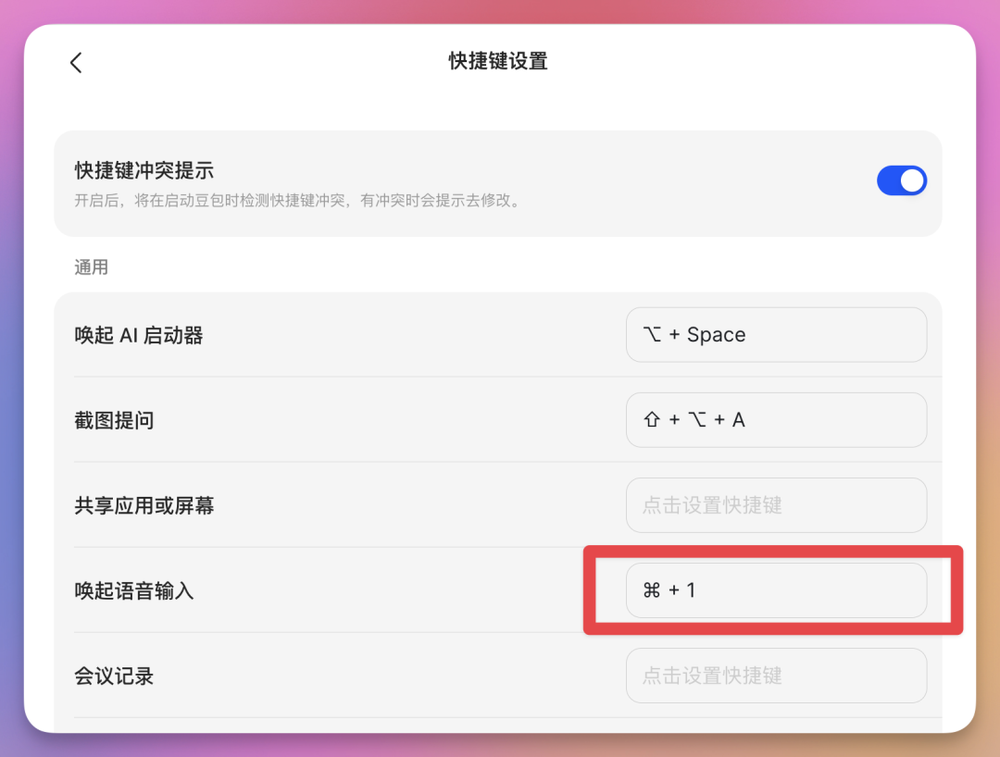 快捷键设置
快捷键冲突提示
开启后，将在启动豆包时检测快捷键冲突，有冲突时会提示去修改。
通用
唤起 AI 启动器
⌥ + Space
截图提问
⇧ + ⌥ + A
共享应用或屏幕
点击设置快捷键
唤起语音输入
⌘ + 1
会议记录
点击设置快捷键